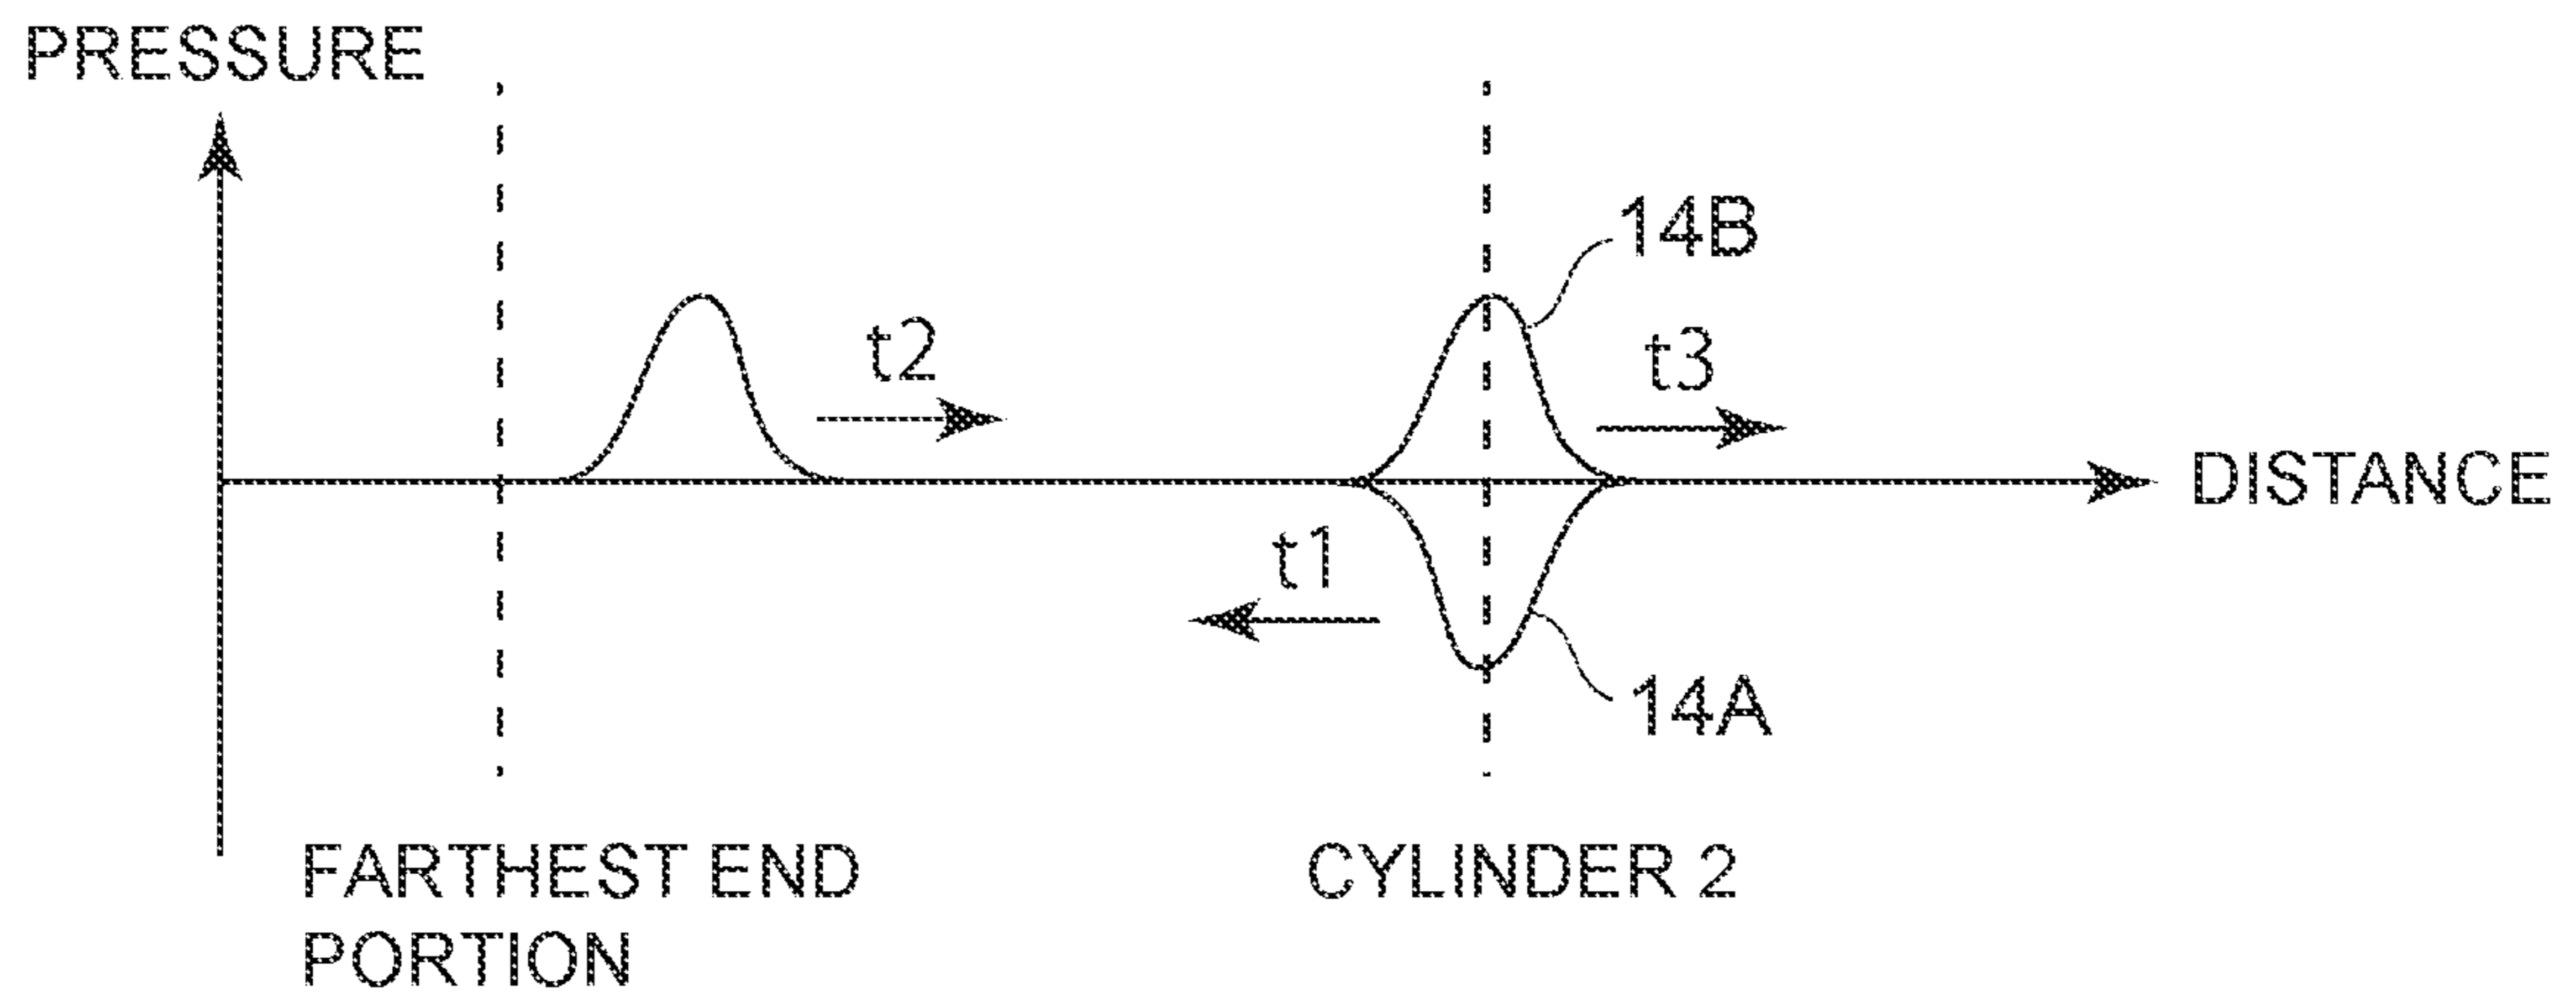 PRESSURE
14B
t2
t3
DISTANCE
t1
14A
FARTHEST END
PORTION
CYLINDER 2